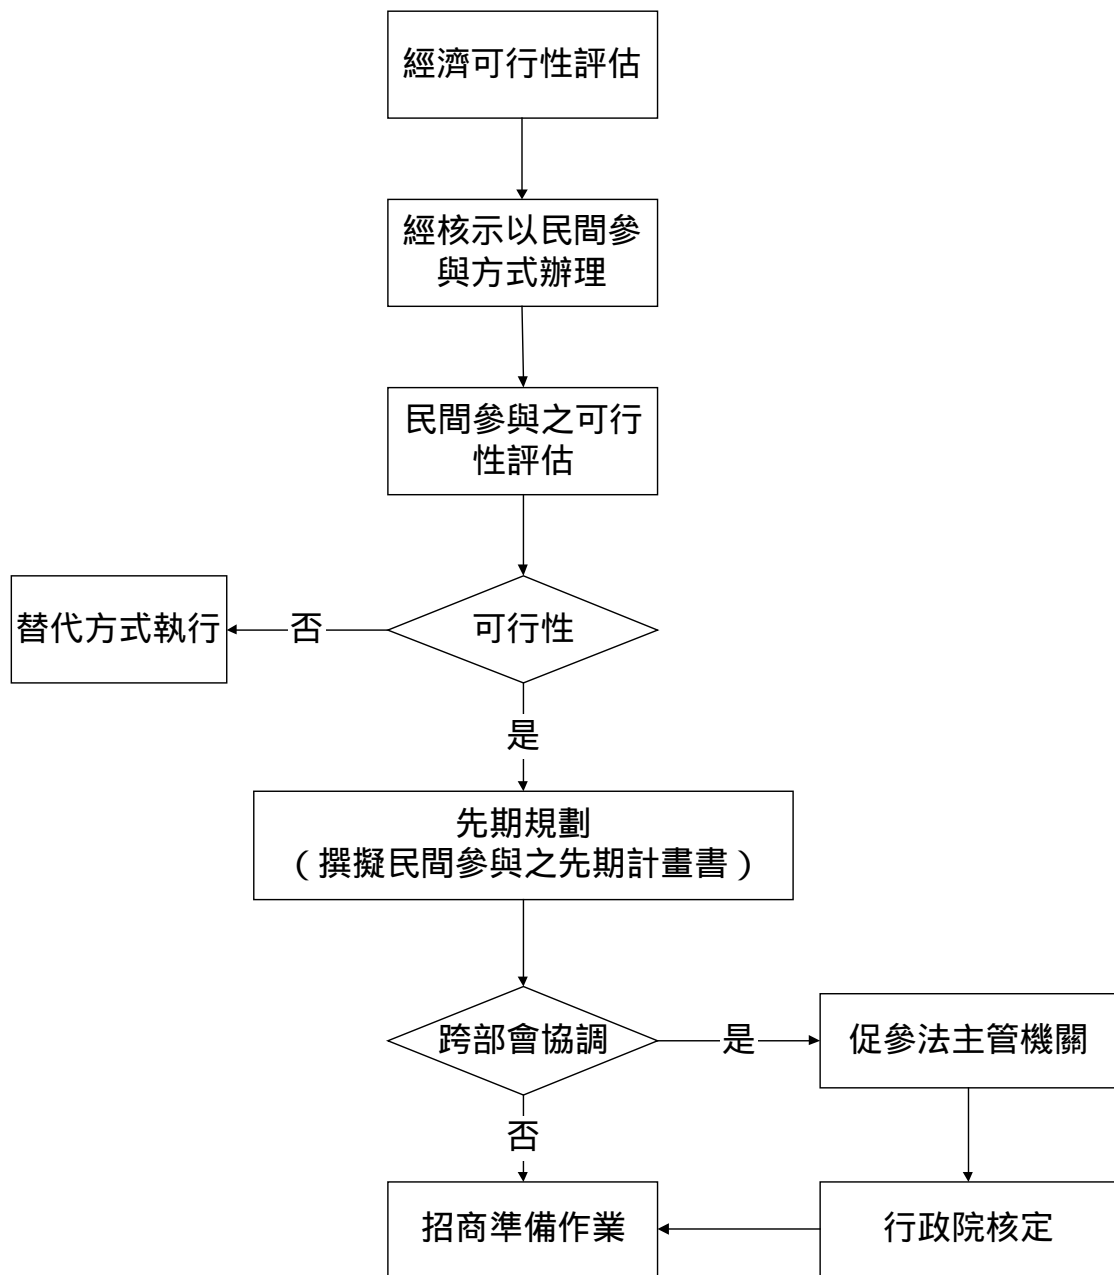 經濟可行性評估
經核示以民間參
與方式辦理
民間參與之可行
性評估
替代方式執行
否
可行性
是
先期規劃
（撰擬民間參與之先期計畫書）
跨部會協調
是
促參法主管機關
否
招商準備作業
行政院核定